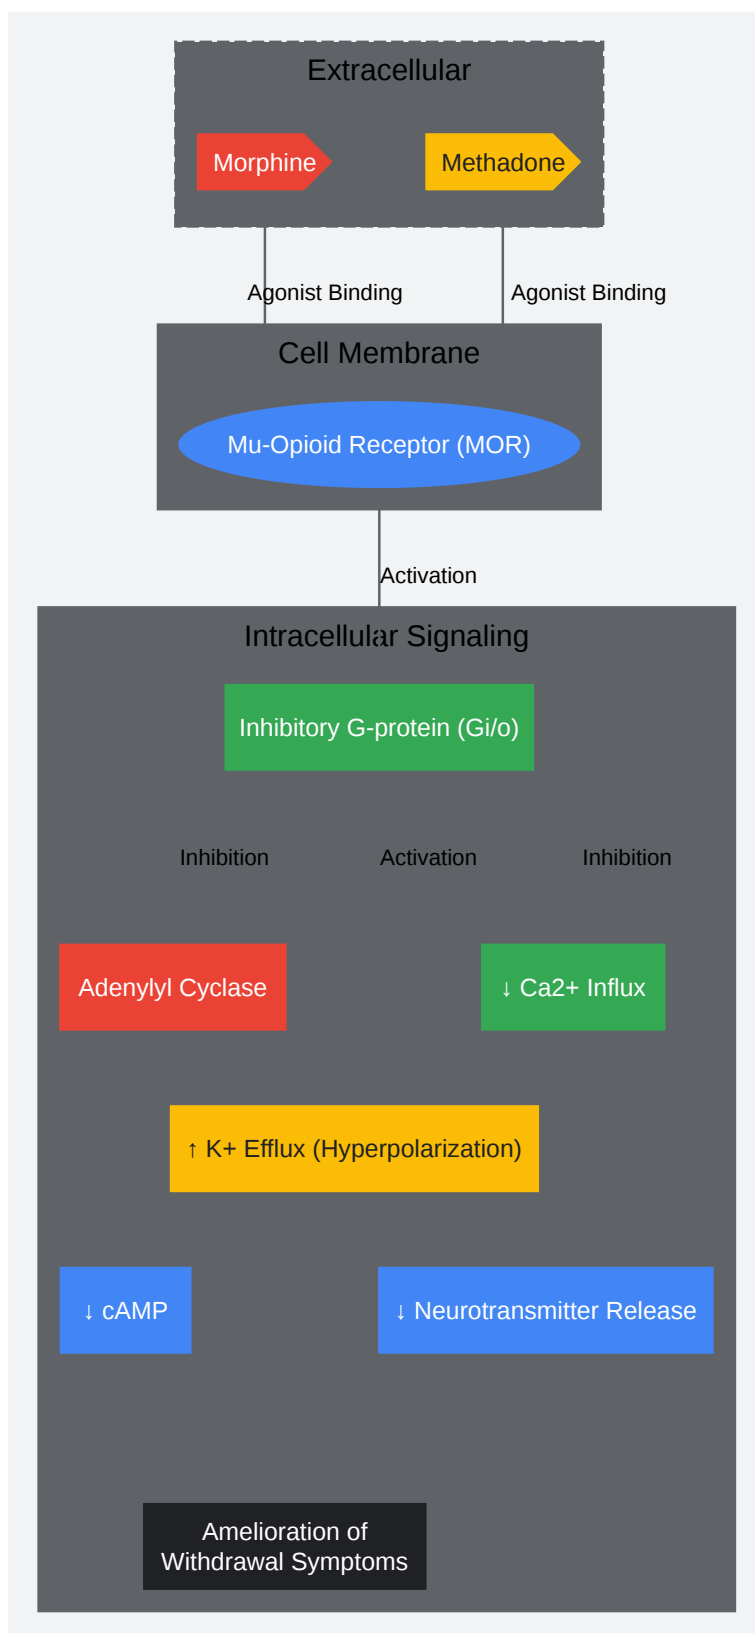 Extracellular
Morphine
Methadone
Agonist Binding
Agonist Binding
Cell Membrane
Mu-Opioid Receptor (MOR)
Activation
Intracellular Signaling
Inhibitory G-protein (Gi/o)
Inhibition
Activation
Inhibition
Adenylyl Cyclase
↓ Ca2+ Influx
↑ K+ Efflux (Hyperpolarization)
↓ cAMP
↓ Neurotransmitter Release
Amelioration of
Withdrawal Symptoms